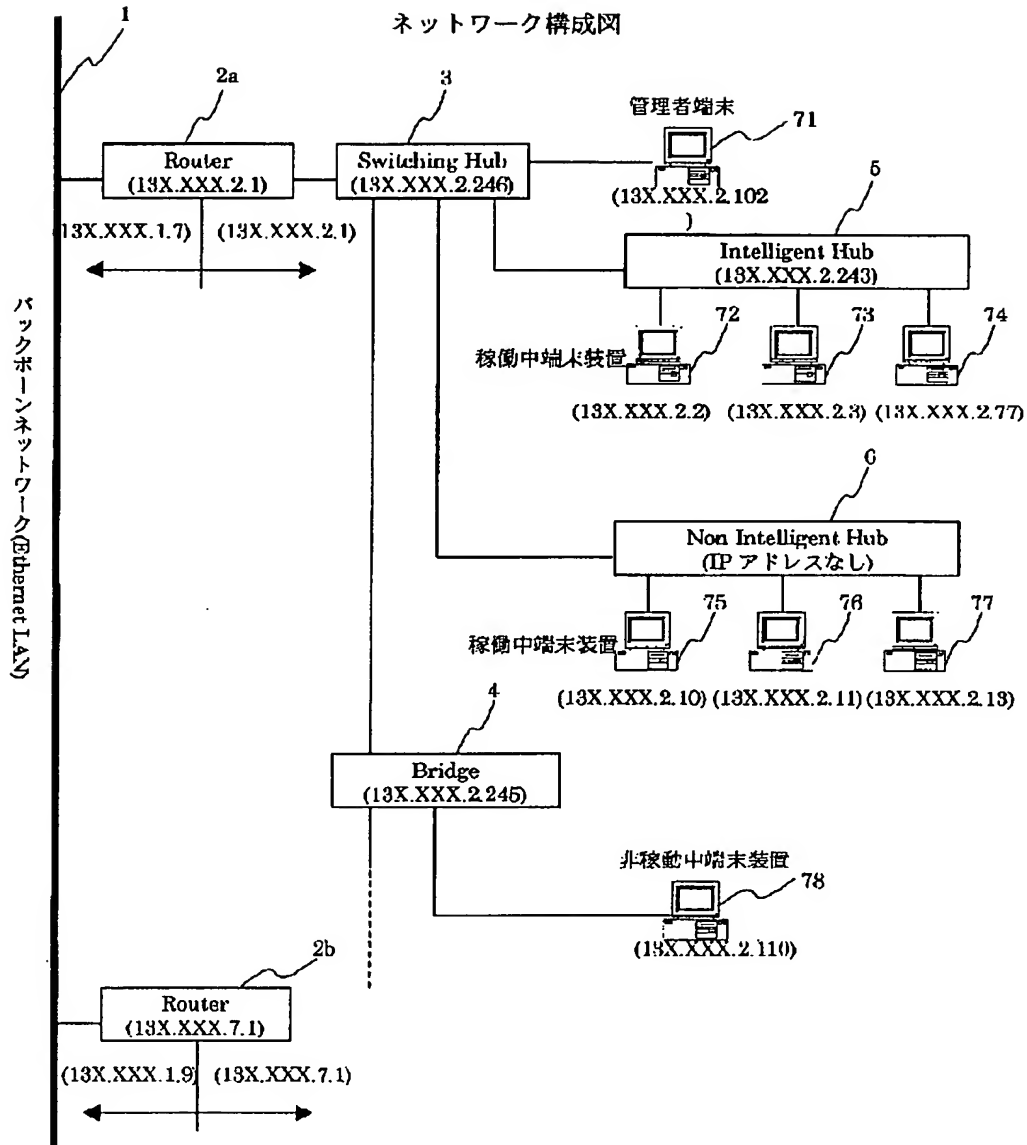 ネットワーク構成図
1
2a
3
管理者端末
71
Router
(13X.XXX.2.1)
Switching Hub
(13X.XXX.2.246)
(13X.XXX.2.102
)
5
(13X.XXX.1.7)
(13X.XXX.2.1)
Intelligent Hub
(13X.XXX.2.243)
バックボーンネットワーク(Ethernet LAN)
稼働中端末装置
72
73
74
(13X.XXX.2.2)
(13X.XXX.2.3)
(13X.XXX.2.77)
6
Non Intelligent Hub
(IP アドレスなし)
稼働中端末装置
75
76
77
(13X.XXX.2.10)
(13X.XXX.2.11)
(13X.XXX.2.13)
4
Bridge
(13X.XXX.2.245)
非稼動中端末装置
78
(13X.XXX.2.110)
2b
Router
(13X.XXX.7.1)
(13X.XXX.1.9)
(13X.XXX.7.1)